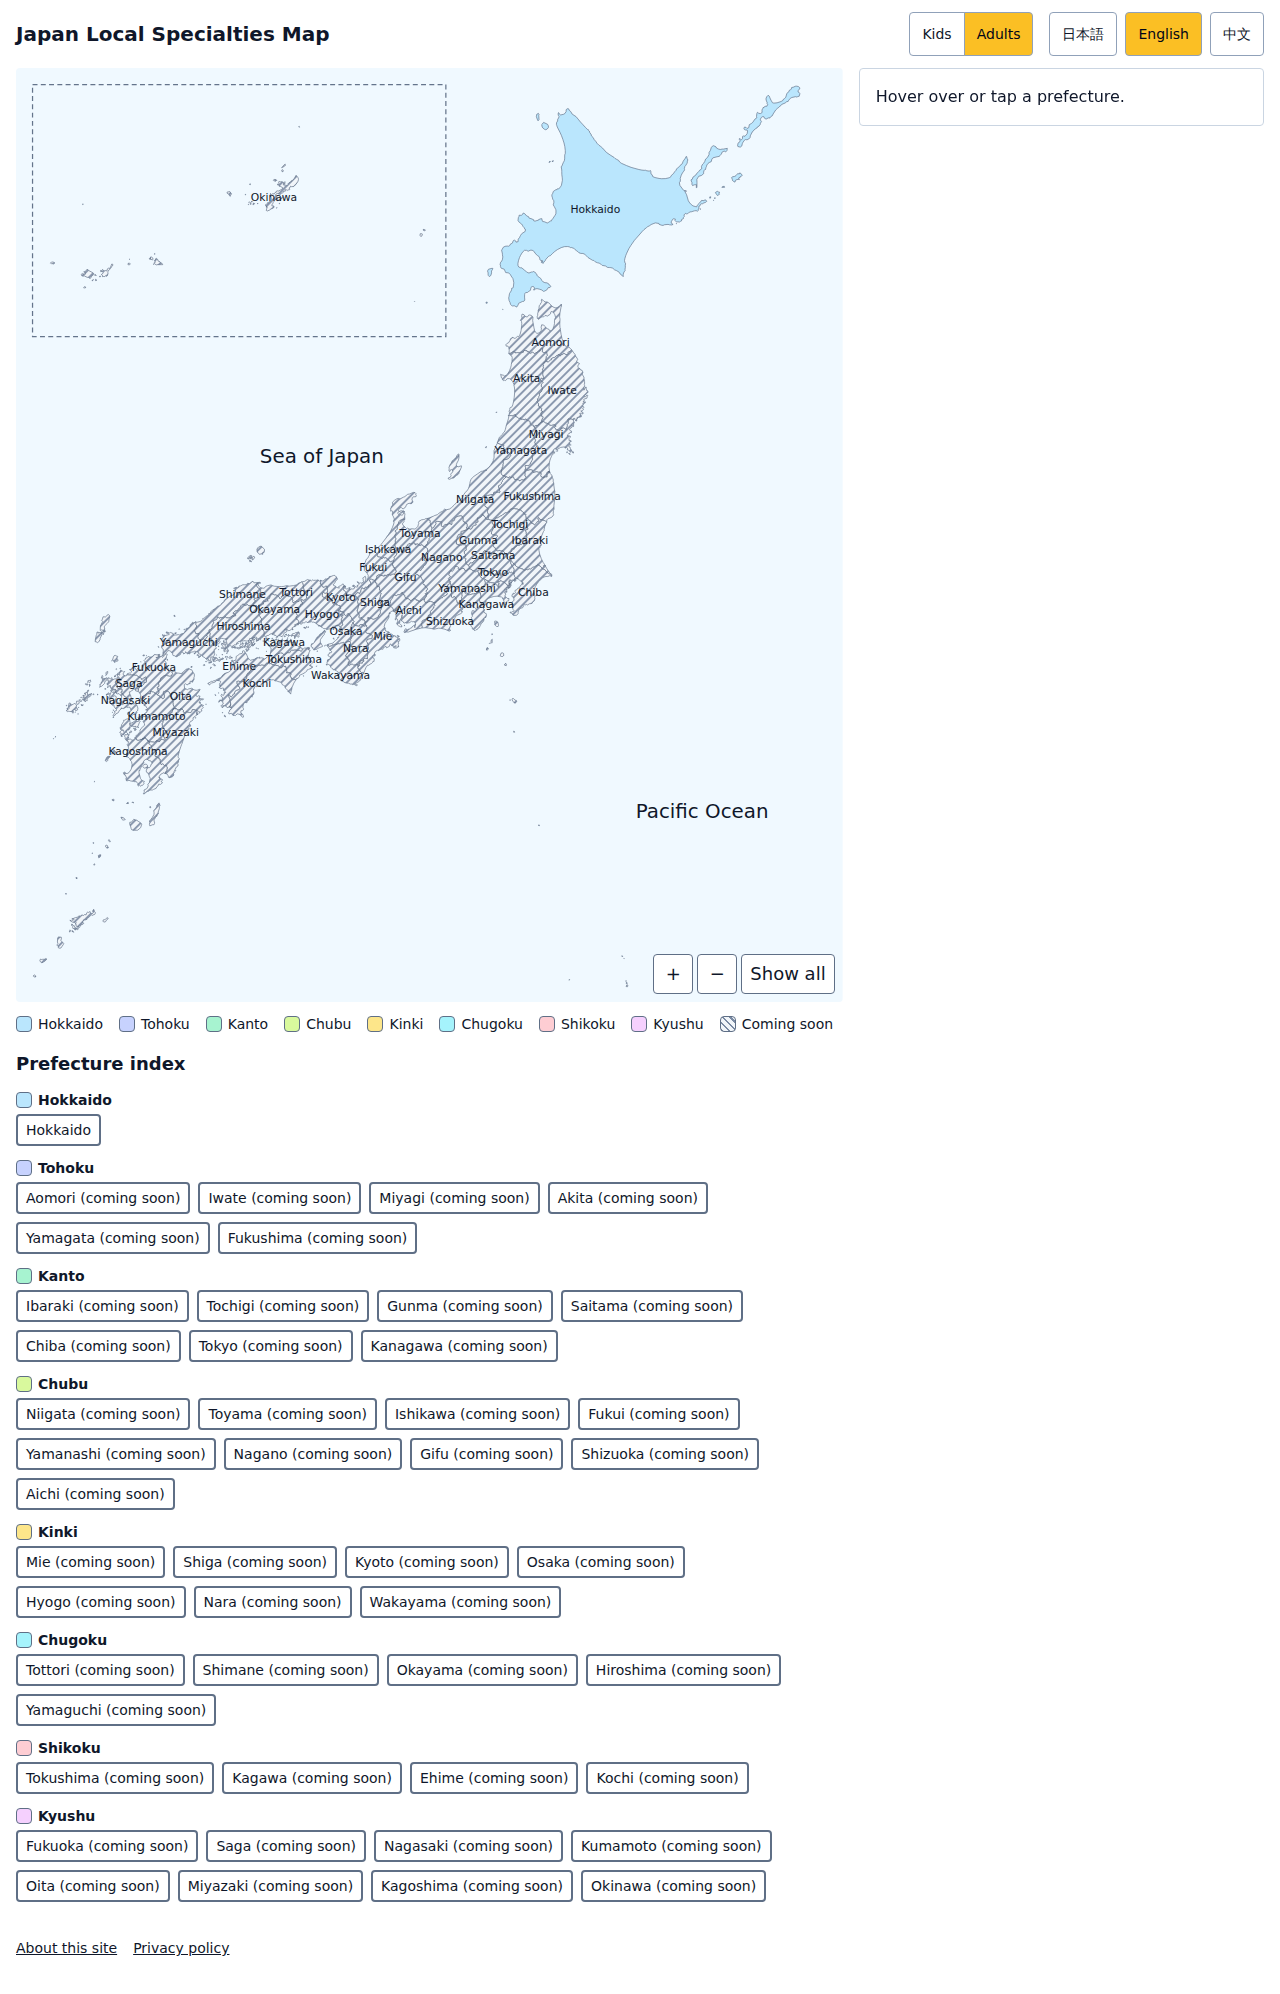 Japan Local Specialties Map
Kids Adults 日本語 English 中文
Hover over or tap a prefecture.
Okinawa
Hokkaido
Aomori
Akita
Iwate
Miyagi
Yamagata
Sea of Japan
Niigata Fukushima
Tochigi
Toyama
Gunma Ibaraki
Ishikawa
Nagano Saitama
Fukui
Tokyo
Gifu
Yamanashi
Chiba
Shimane Tottori
Kyoto Shiga
Kanagawa
Okayama Hyogo
Aichi
Shizuoka
Hiroshima
Osaka Mie
Yamaguchi Kagawa
Nara
Tokushima
Fukuoka Ehime
Wakayama
Saga Kochi
Nagasaki Oita
Kumamoto
Miyazaki
Kagoshima
Pacific Ocean
+ − Show all
Hokkaido Tohoku Kanto Chubu Kinki Chugoku Shikoku Kyushu Coming soon
Prefecture index
Hokkaido
Hokkaido
Tohoku
Aomori (coming soon) Iwate (coming soon) Miyagi (coming soon) Akita (coming soon)
Yamagata (coming soon) Fukushima (coming soon)
Kanto
Ibaraki (coming soon) Tochigi (coming soon) Gunma (coming soon) Saitama (coming soon)
Chiba (coming soon) Tokyo (coming soon) Kanagawa (coming soon)
Chubu
Niigata (coming soon) Toyama (coming soon) Ishikawa (coming soon) Fukui (coming soon)
Yamanashi (coming soon) Nagano (coming soon) Gifu (coming soon) Shizuoka (coming soon)
Aichi (coming soon)
Kinki
Mie (coming soon) Shiga (coming soon) Kyoto (coming soon) Osaka (coming soon)
Hyogo (coming soon) Nara (coming soon) Wakayama (coming soon)
Chugoku
Tottori (coming soon) Shimane (coming soon) Okayama (coming soon) Hiroshima (coming soon)
Yamaguchi (coming soon)
Shikoku
Tokushima (coming soon) Kagawa (coming soon) Ehime (coming soon) Kochi (coming soon)
Kyushu
Fukuoka (coming soon) Saga (coming soon) Nagasaki (coming soon) Kumamoto (coming soon)
Oita (coming soon) Miyazaki (coming soon) Kagoshima (coming soon) Okinawa (coming soon)
About this site Privacy policy